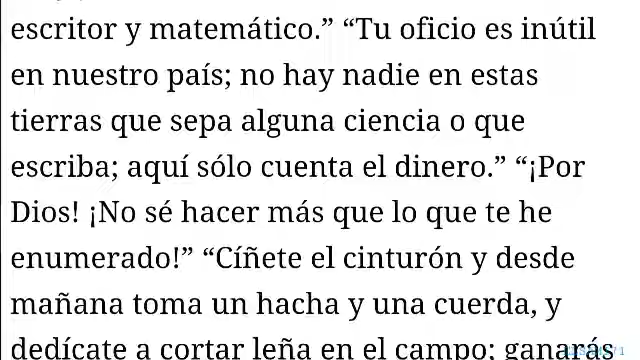 escritor y matemático.” “Tu oficio es inútil
en nuestro país; no hay nadie en estas
tierras que sepa alguna ciencia o que
escriba; aquí sólo cuenta el dinero.” “¡Por
Dios! ¡No sé hacer más que lo que te he
enumerado!” “Cíñete el cinturón y desde
mañana toma un hacha y una cuerda, y
dedícate a cortar leña en el campo; ganarás